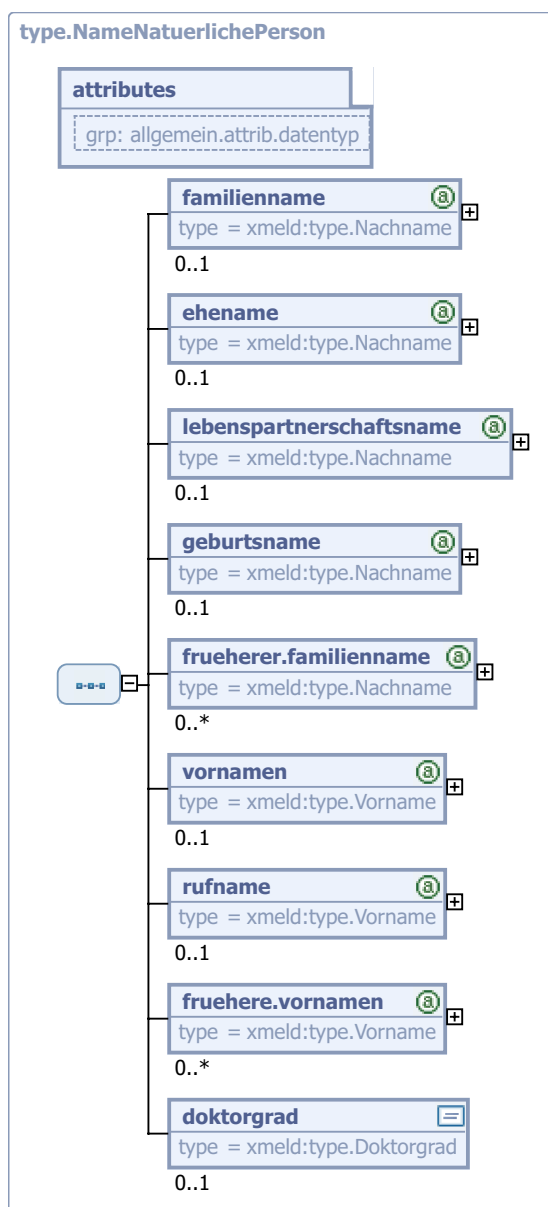 type.NameNatuerlichePerson
attributes
grp: allgemein.attrib.datentyp
familienname
type = xmeld:type.Nachname
0..1
ehename
type = xmeld:type.Nachname
0..1
lebenspartnerschaftsname
type = xmeld:type.Nachname
0..1
geburtsname
type = xmeld:type.Nachname
0..1
frueherer.familienname
type = xmeld:type.Nachname
0..*
vornamen
type = xmeld:type.Vorname
0..1
rufname
type = xmeld:type.Vorname
0..1
fruehere.vornamen
type = xmeld:type.Vorname
0..*
doktorgrad
type = xmeld:type.Doktorgrad
0..1